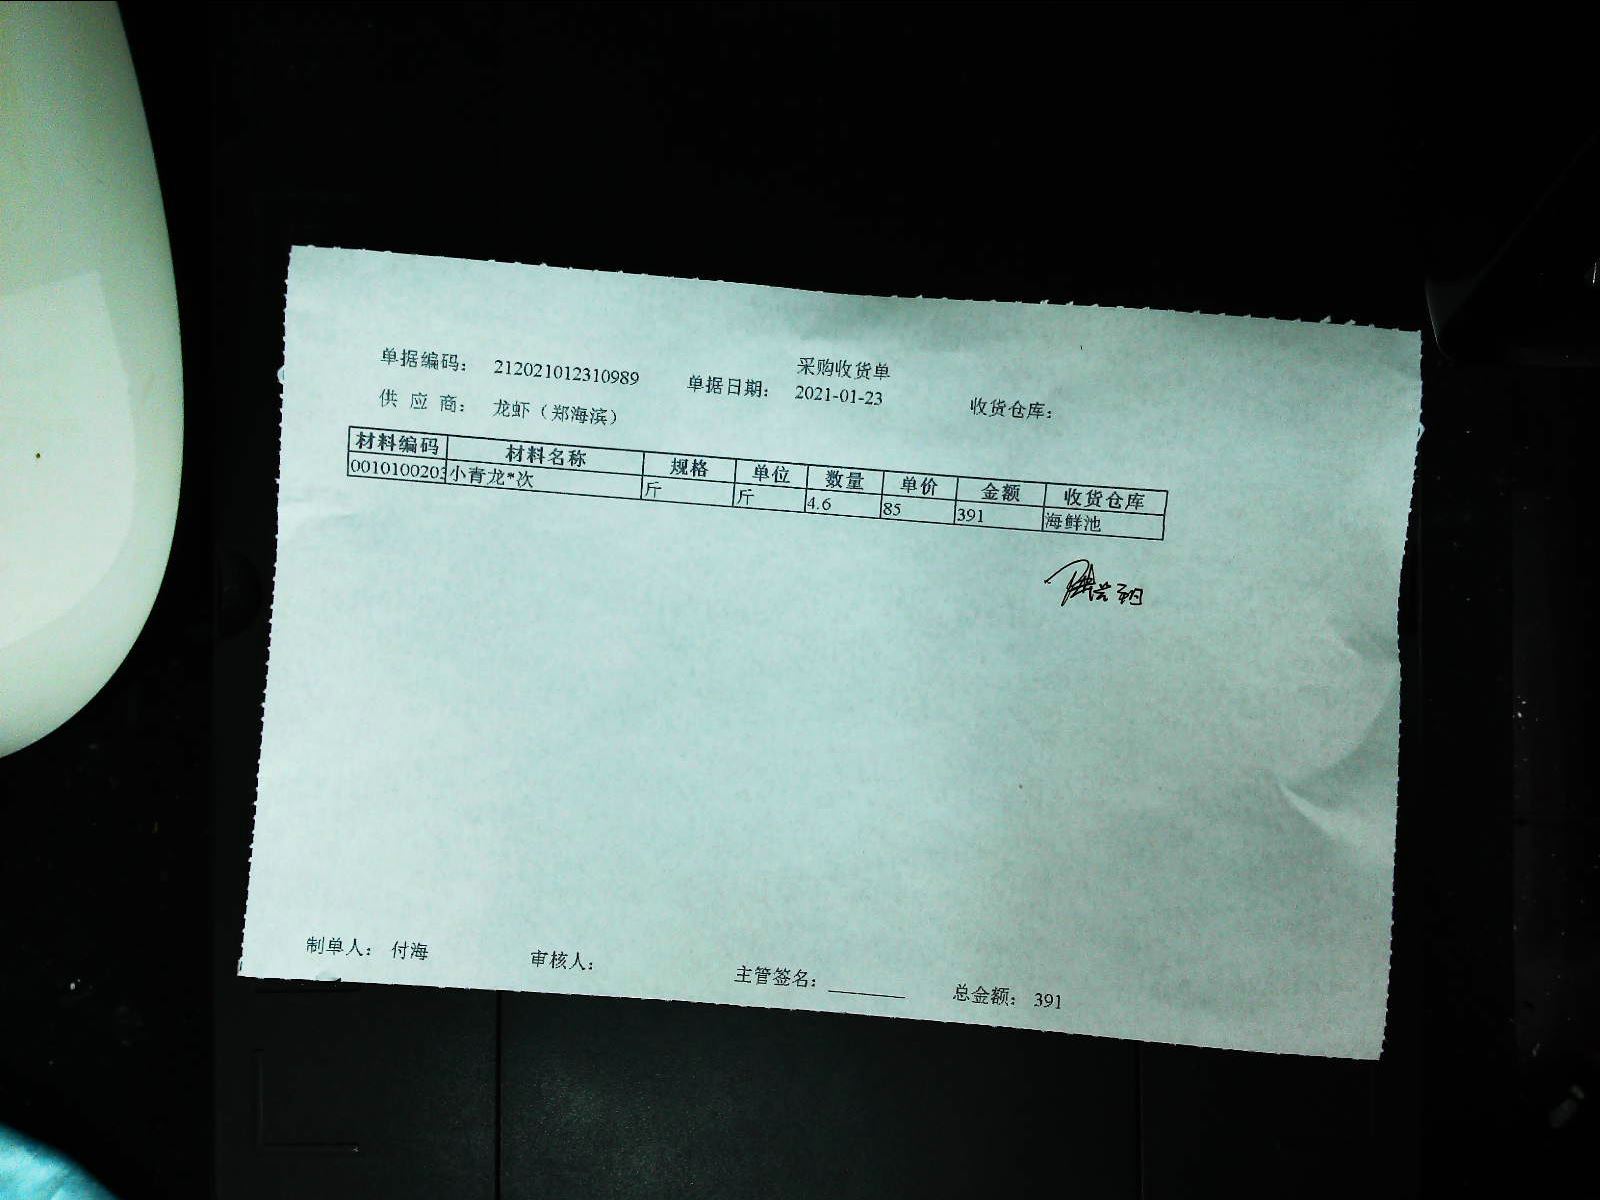 采购收货单
单据编码： 212021012310989 单据日期： 2021-01-23 收货仓库：
供 应 商： 龙虾（郑海滨）
材料编码 材料名称 规格 单位 数量 单价 金额 收货仓库
0010100203 小青龙*次 斤 斤 4.6 85 391 海鲜池
制单人： 付海 审核人： 主管签名：________ 总金额： 391